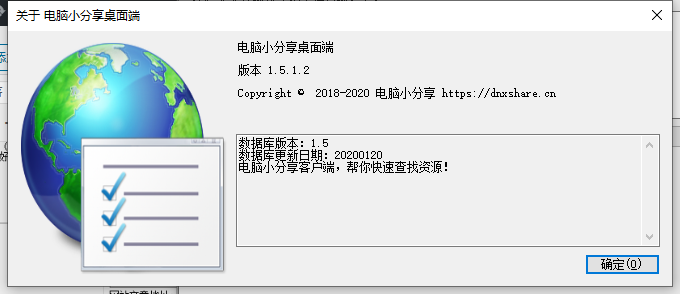 关于 电脑小分享桌面端
电脑小分享桌面端
版本 1.5.1.2
Copyright © 2018-2020 电脑小分享 https://dnxshare.cn
数据库版本：1.5
数据库更新日期：20200120
电脑小分享客户端，帮你快速查找资源！
确定(O)